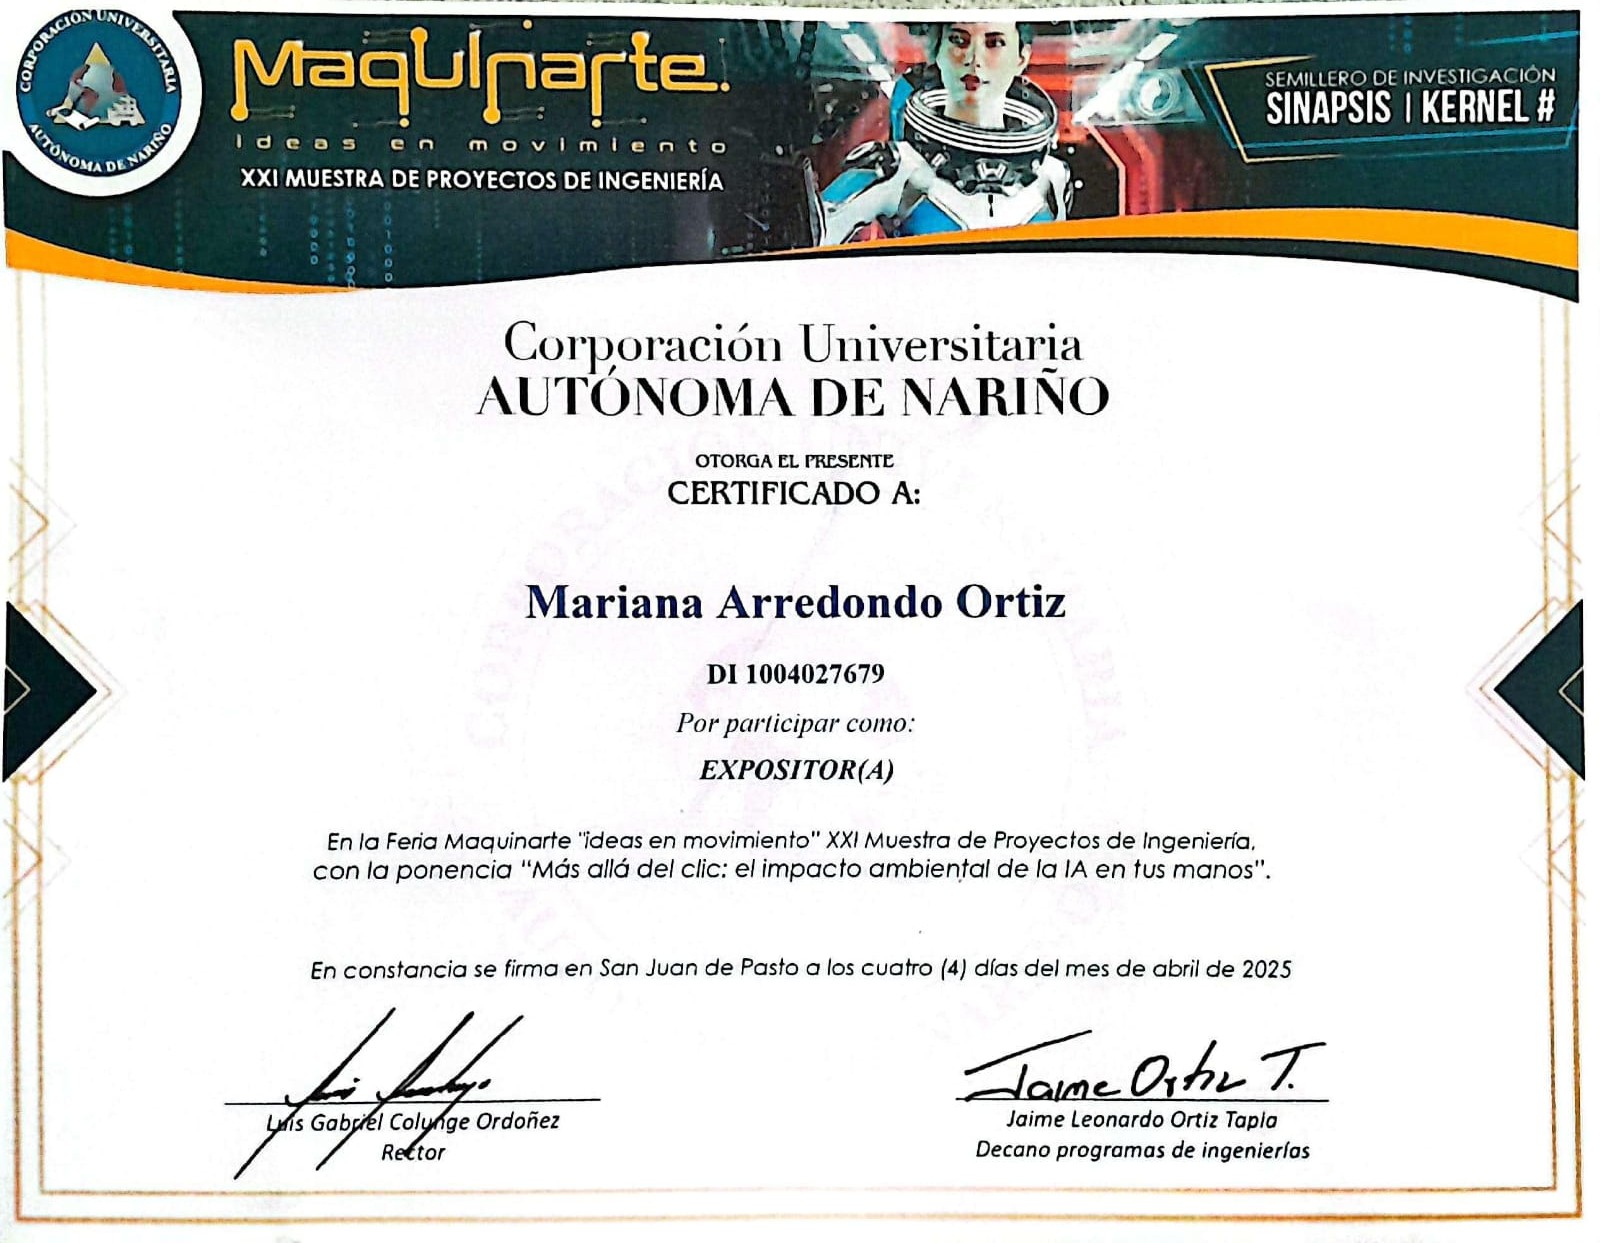 CORPORACIÓN UNIVERSITARIA
AUTÓNOMA DE NARIÑO
Maquinarte.
Ideas en movimiento
XXI MUESTRA DE PROYECTOS DE INGENIERÍA
SEMILLERO DE INVESTIGACIÓN
SINAPSIS | KERNEL #
Corporación Universitaria
AUTÓNOMA DE NARIÑO
OTORGA EL PRESENTE
CERTIFICADO A:
Mariana Arredondo Ortiz
DI 1004027679
Por participar como:
EXPOSITOR(A)
En la Feria Maquinarte "ideas en movimiento" XXI Muestra de Proyectos de Ingeniería,
con la ponencia "Más allá del clic: el impacto ambiental de la IA en tus manos".
En constancia se firma en San Juan de Pasto a los cuatro (4) días del mes de abril de 2025
Jaime Ortiz T.
Luis Gabriel Colunge Ordoñez
Rector
Jaime Leonardo Ortiz Tapia
Decano programas de ingenierías